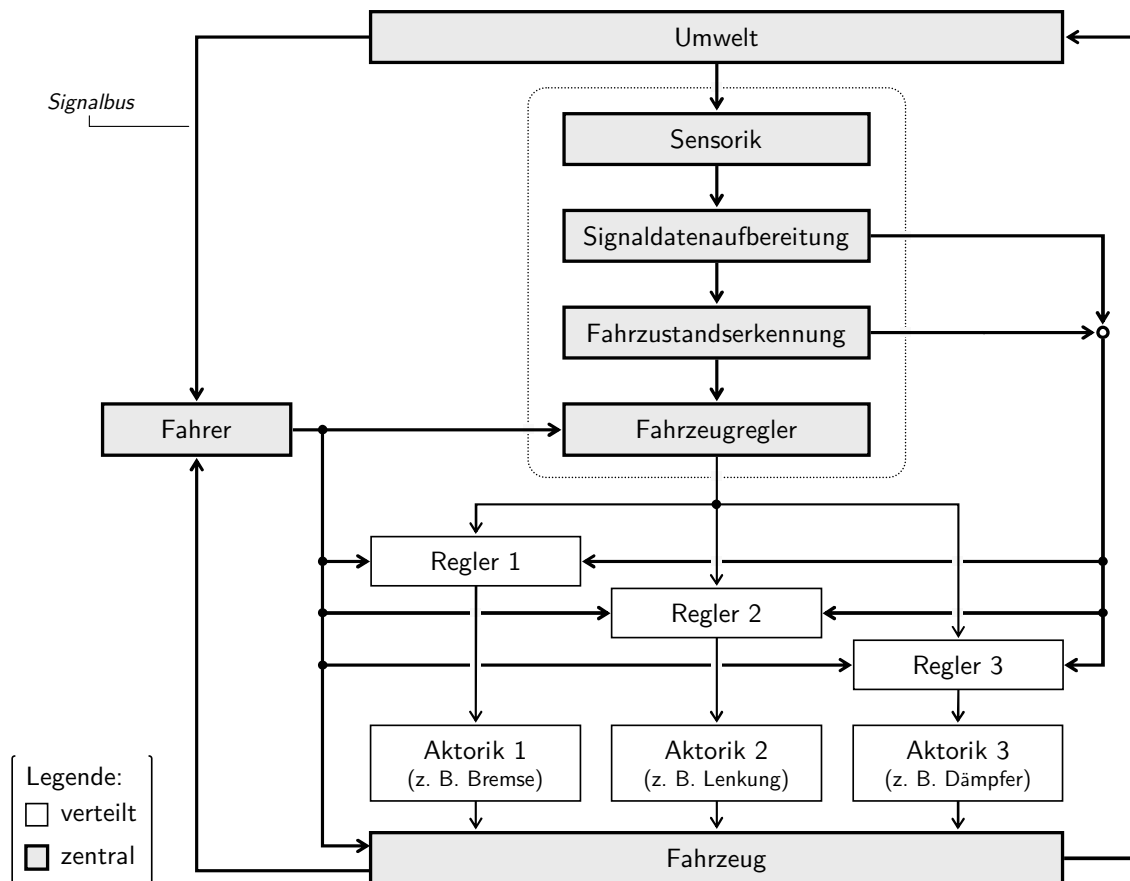 Umwelt
Signalbus
Sensorik
Signaldatenaufbereitung
Fahrzustandserkennung
Fahrer
Fahrzeugregler
Regler 1
Regler 2
Regler 3
Aktorik 1
(z. B. Bremse)
Aktorik 2
(z. B. Lenkung)
Aktorik 3
(z. B. Dämpfer)
Legende:
verteilt
zentral
Fahrzeug